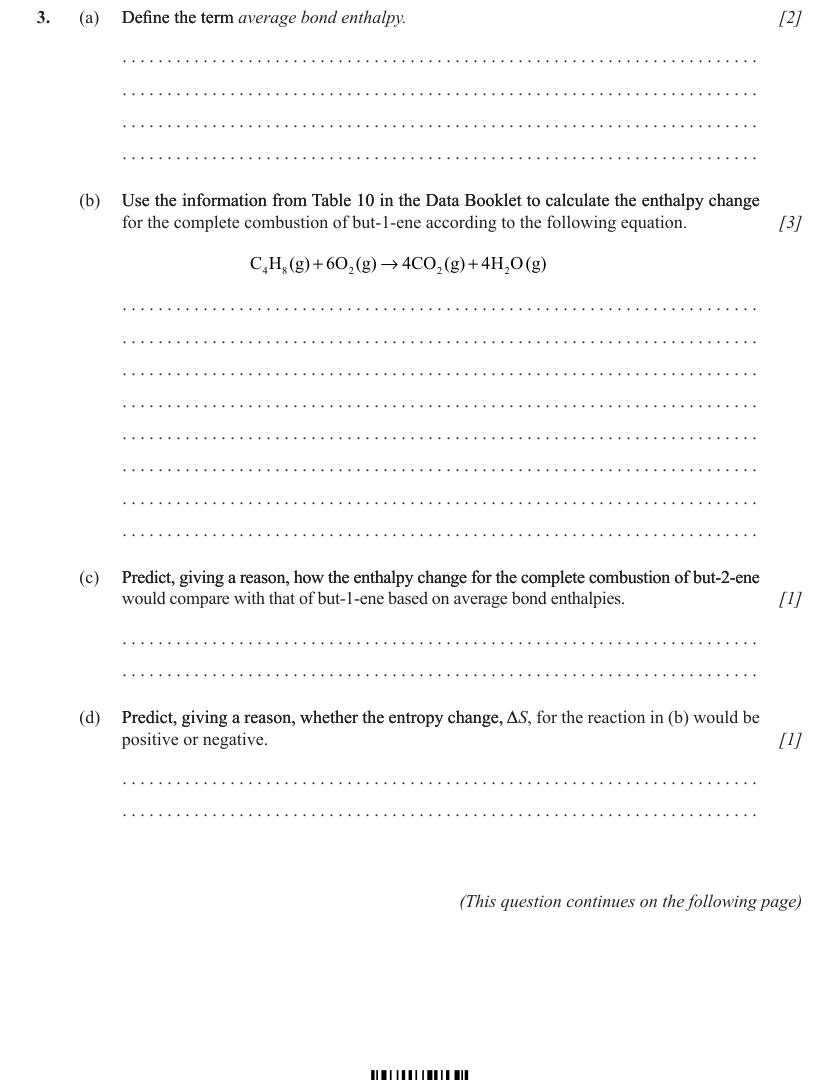 3. (a) Define the term average bond enthalpy. [2]
(b) Use the information from Table 10 in the Data Booklet to calculate the enthalpy change
for the complete combustion of but-1-ene according to the following equation. [3]
C₄H₈(g) + 6O₂(g) → 4CO₂(g) + 4H₂O(g)
(c) Predict, giving a reason, how the enthalpy change for the complete combustion of but-2-ene
would compare with that of but-1-ene based on average bond enthalpies. [1]
(d) Predict, giving a reason, whether the entropy change, ΔS, for the reaction in (b) would be
positive or negative. [1]
(This question continues on the following page)